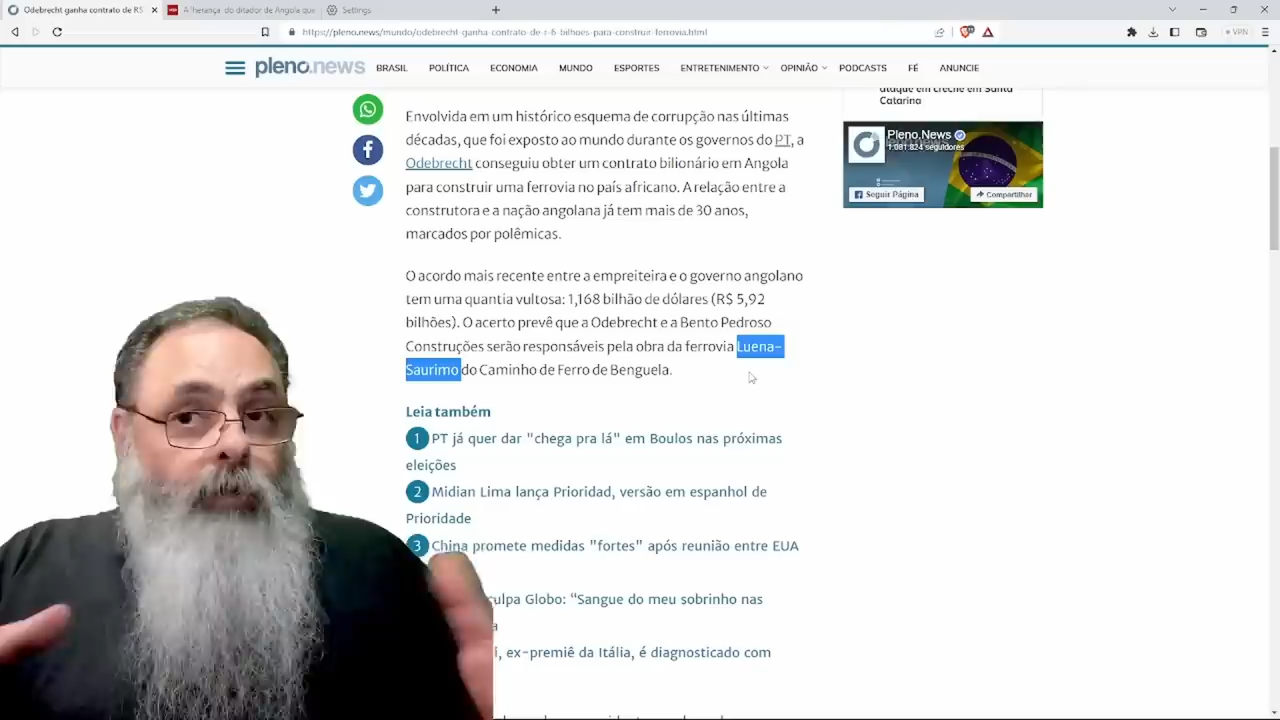 Odebrecht ganha contrato de R$
A 'herança' do ditador de Angola que
Settings
https://pleno.news/mundo/odebrecht-ganha-contrato-de-r-6-bilhoes-para-construir-ferrovia.html
VPN
pleno.news
BRASIL POLÍTICA ECONOMIA MUNDO ESPORTES ENTRETENIMENTO OPINIÃO PODCASTS FÉ ANUNCIE
ataque em creche em Santa
Catarina
Pleno.News
1.081.824 seguidores
Seguir Página
Compartilhar
Envolvida em um histórico esquema de corrupção nas últimas
décadas, que foi exposto ao mundo durante os governos do PT, a
Odebrecht conseguiu obter um contrato bilionário em Angola
para construir uma ferrovia no país africano. A relação entre a
construtora e a nação angolana já tem mais de 30 anos,
marcados por polêmicas.
O acordo mais recente entre a empreiteira e o governo angolano
tem uma quantia vultosa: 1,168 bilhão de dólares (R$ 5,92
bilhões). O acerto prevê que a Odebrecht e a Bento Pedroso
Construções serão responsáveis pela obra da ferrovia Luena-
Saurimo do Caminho de Ferro de Benguela.
Leia também
1 PT já quer dar "chega pra lá" em Boulos nas próximas
eleições
2 Midian Lima lança Prioridad, versão em espanhol de
Prioridade
3 China promete medidas "fortes" após reunião entre EUA
culpa Globo: “Sangue do meu sobrinho nas
, ex-premiê da Itália, é diagnosticado com